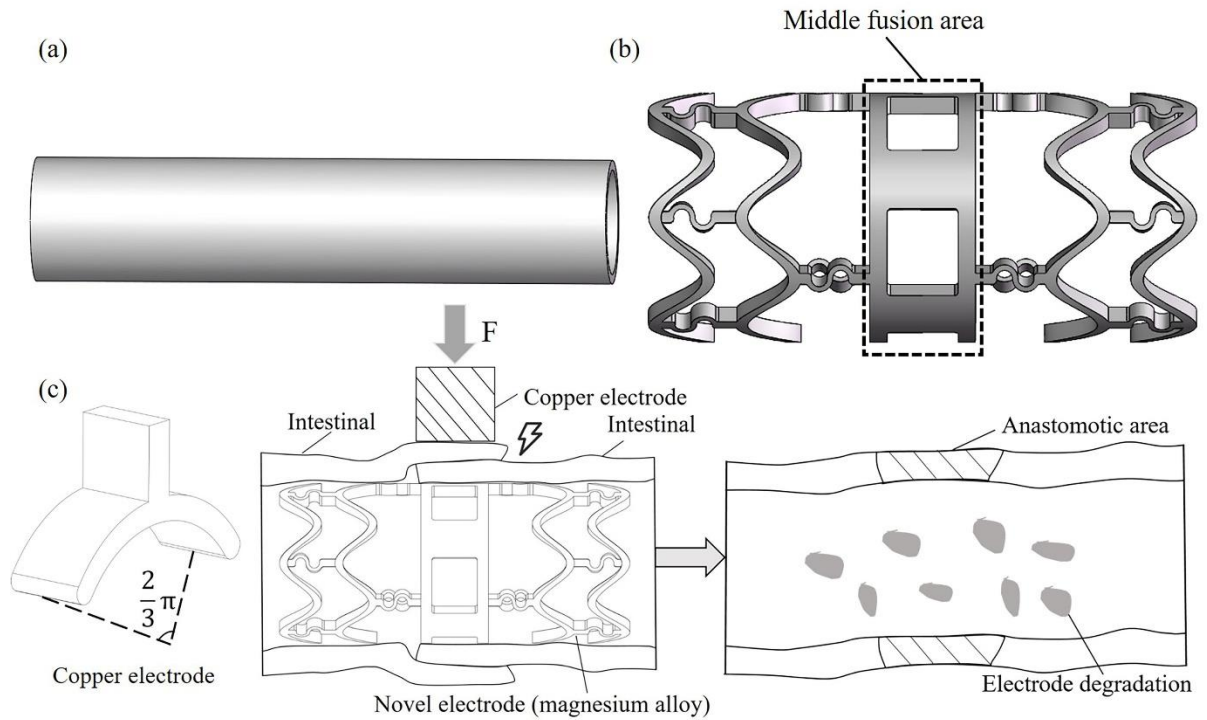 (a)
Middle fusion area
(b)
F
(c)
Intestinal
Copper electrode
Intestinal
Anastomotic area
2
3
π
Copper electrode
Novel electrode (magnesium alloy)
Electrode degradation